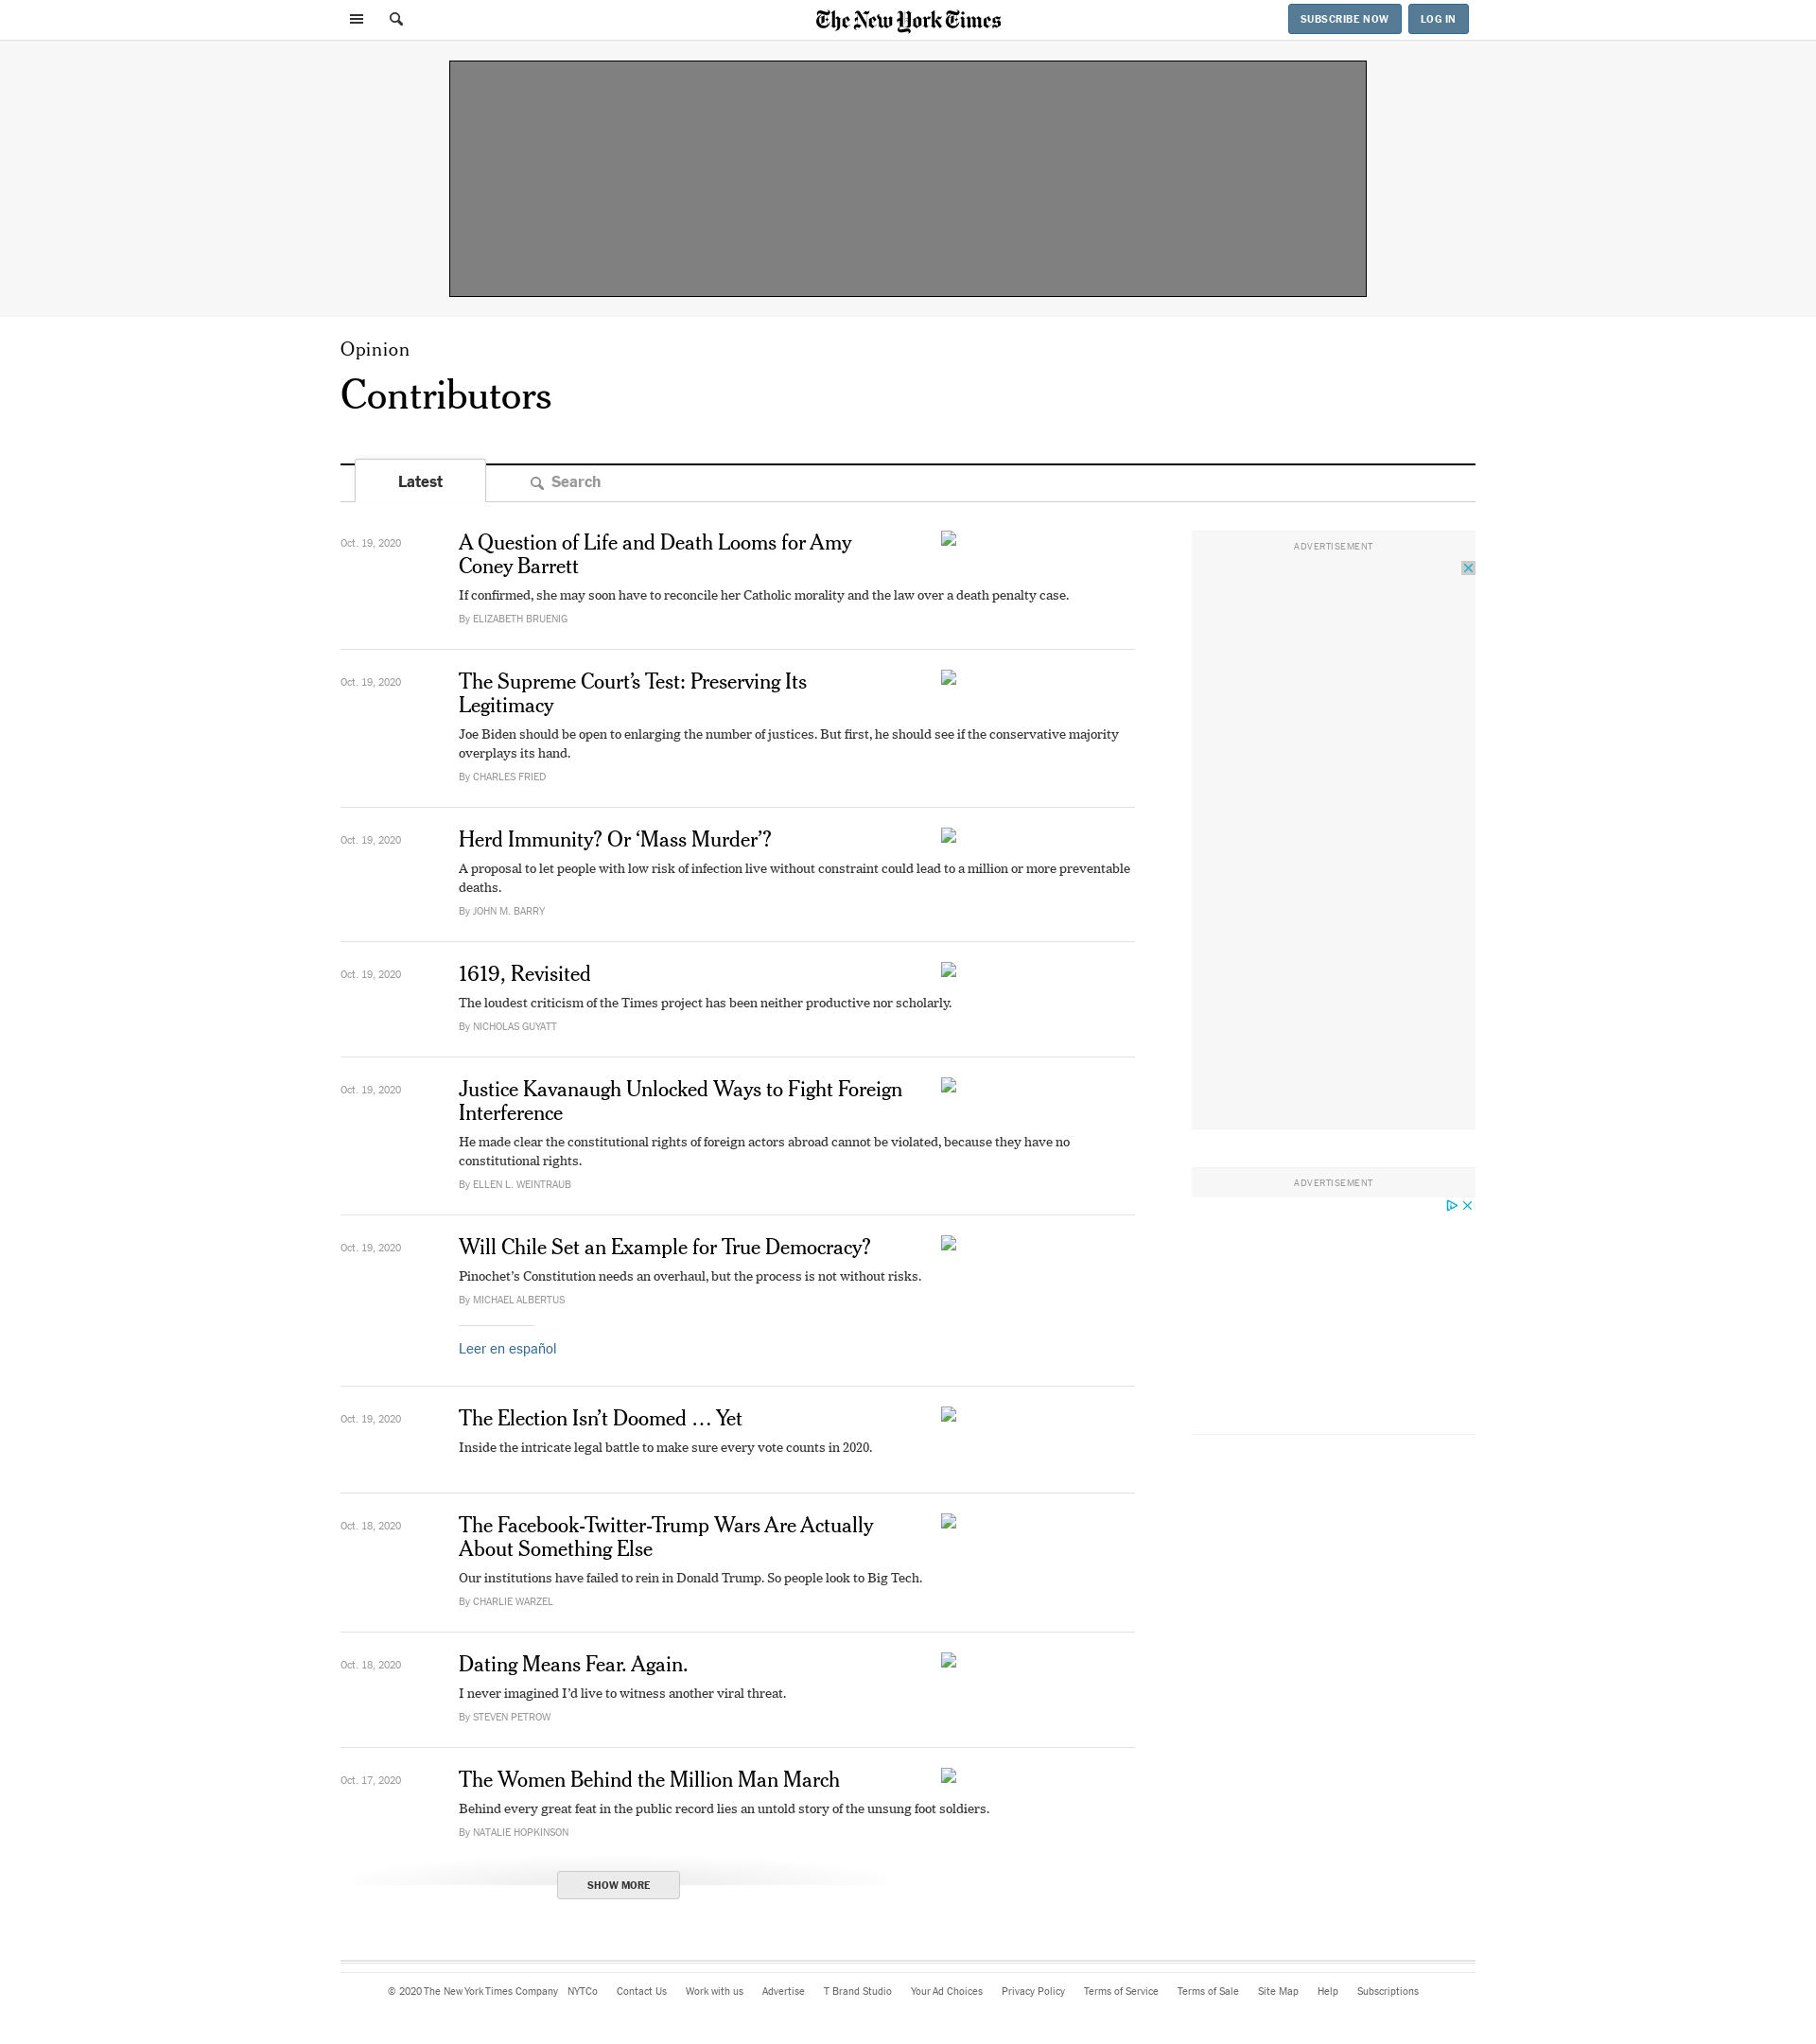 The New York Times
SUBSCRIBE NOW
LOG IN
Opinion
Contributors
Latest
Search
Oct. 19, 2020
A Question of Life and Death Looms for Amy
Coney Barrett
If confirmed, she may soon have to reconcile her Catholic morality and the law over a death penalty case.
By ELIZABETH BRUENIG
Oct. 19, 2020
The Supreme Court’s Test: Preserving Its
Legitimacy
Joe Biden should be open to enlarging the number of justices. But first, he should see if the conservative majority
overplays its hand.
By CHARLES FRIED
Oct. 19, 2020
Herd Immunity? Or ‘Mass Murder’?
A proposal to let people with low risk of infection live without constraint could lead to a million or more preventable
deaths.
By JOHN M. BARRY
Oct. 19, 2020
1619, Revisited
The loudest criticism of the Times project has been neither productive nor scholarly.
By NICHOLAS GUYATT
Oct. 19, 2020
Justice Kavanaugh Unlocked Ways to Fight Foreign
Interference
He made clear the constitutional rights of foreign actors abroad cannot be violated, because they have no
constitutional rights.
By ELLEN L. WEINTRAUB
Oct. 19, 2020
Will Chile Set an Example for True Democracy?
Pinochet’s Constitution needs an overhaul, but the process is not without risks.
By MICHAEL ALBERTUS
Leer en español
Oct. 19, 2020
The Election Isn’t Doomed … Yet
Inside the intricate legal battle to make sure every vote counts in 2020.
Oct. 18, 2020
The Facebook-Twitter-Trump Wars Are Actually
About Something Else
Our institutions have failed to rein in Donald Trump. So people look to Big Tech.
By CHARLIE WARZEL
Oct. 18, 2020
Dating Means Fear. Again.
I never imagined I’d live to witness another viral threat.
By STEVEN PETROW
Oct. 17, 2020
The Women Behind the Million Man March
Behind every great feat in the public record lies an untold story of the unsung foot soldiers.
By NATALIE HOPKINSON
SHOW MORE
ADVERTISEMENT
ADVERTISEMENT
© 2020 The New York Times Company NYTCo Contact Us Work with us Advertise T Brand Studio Your Ad Choices Privacy Policy Terms of Service Terms of Sale Site Map Help Subscriptions